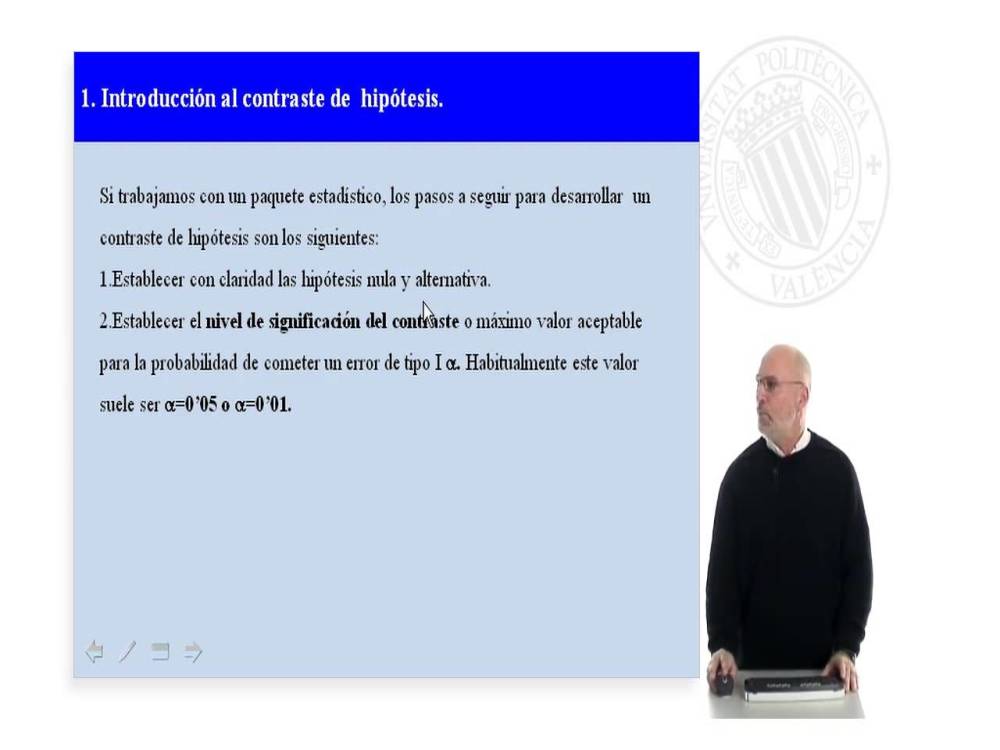 1. Introducción al contraste de hipótesis.
Si trabajamos con un paquete estadístico, los pasos a seguir para desarrollar un
contraste de hipótesis son los siguientes:
1.Establecer con claridad las hipótesis nula y alternativa.
2.Establecer el nivel de significación del contraste o máximo valor aceptable
para la probabilidad de cometer un error de tipo I α. Habitualmente este valor
suele ser α=0’05 o α=0’01.
UNIVERSITAT POLITÈCNICA
VALÈNCIA